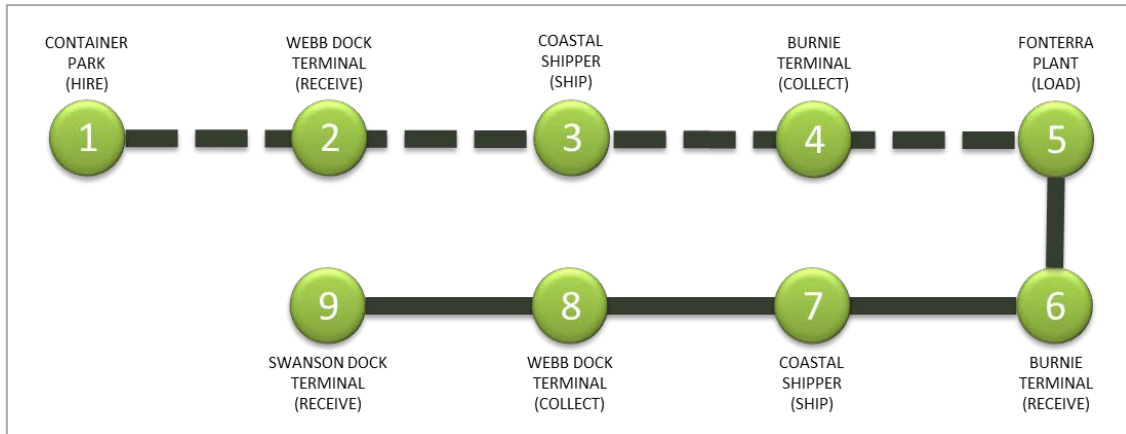 CONTAINER
PARK
(HIRE)
WEBB DOCK
TERMINAL
(RECEIVE)
COASTAL
SHIPPER
(SHIP)
BURNIE
TERMINAL
(COLLECT)
FONTERRA
PLANT
(LOAD)
1
2
3
4
5
9
8
7
6
SWANSON DOCK
TERMINAL
(RECEIVE)
WEBB DOCK
TERMINAL
(COLLECT)
COASTAL
SHIPPER
(SHIP)
BURNIE
TERMINAL
(RECEIVE)